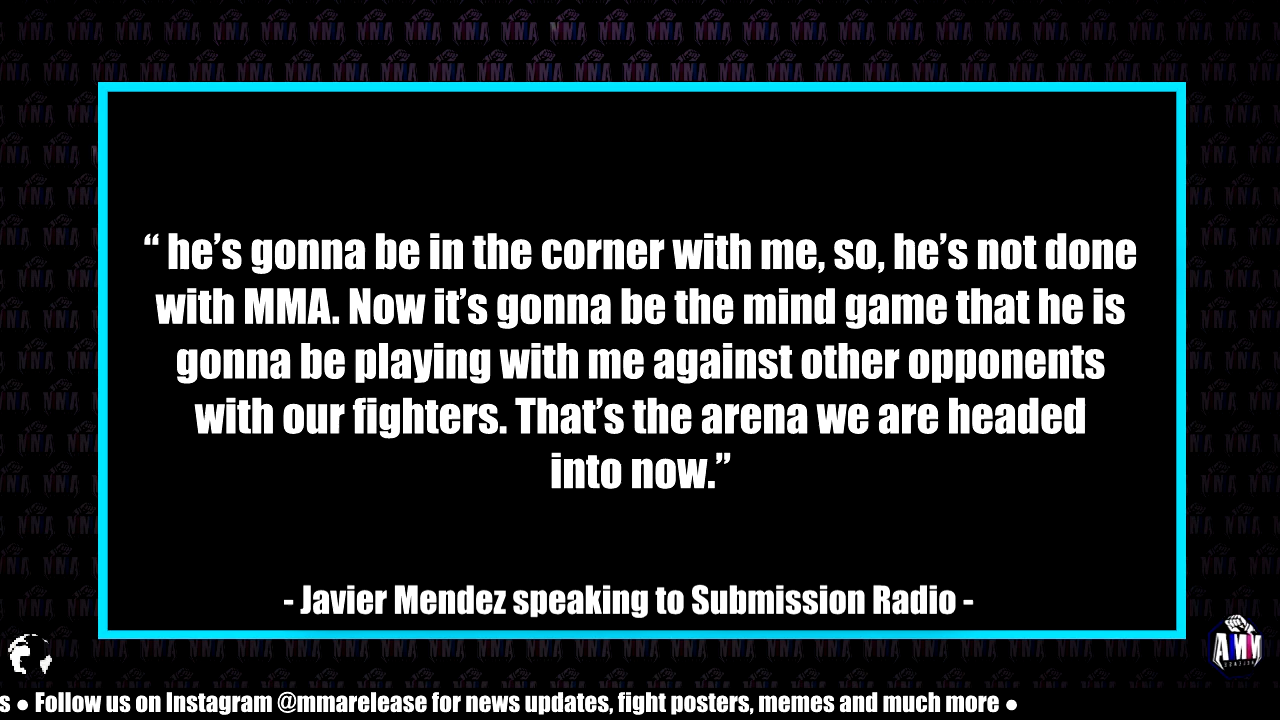 “ he’s gonna be in the corner with me, so, he’s not done
with MMA. Now it’s gonna be the mind game that he is
gonna be playing with me against other opponents
with our fighters. That’s the arena we are headed
into now.”
- Javier Mendez speaking to Submission Radio -
s ● Follow us on Instagram @mmarelease for news updates, fight posters, memes and much more ●